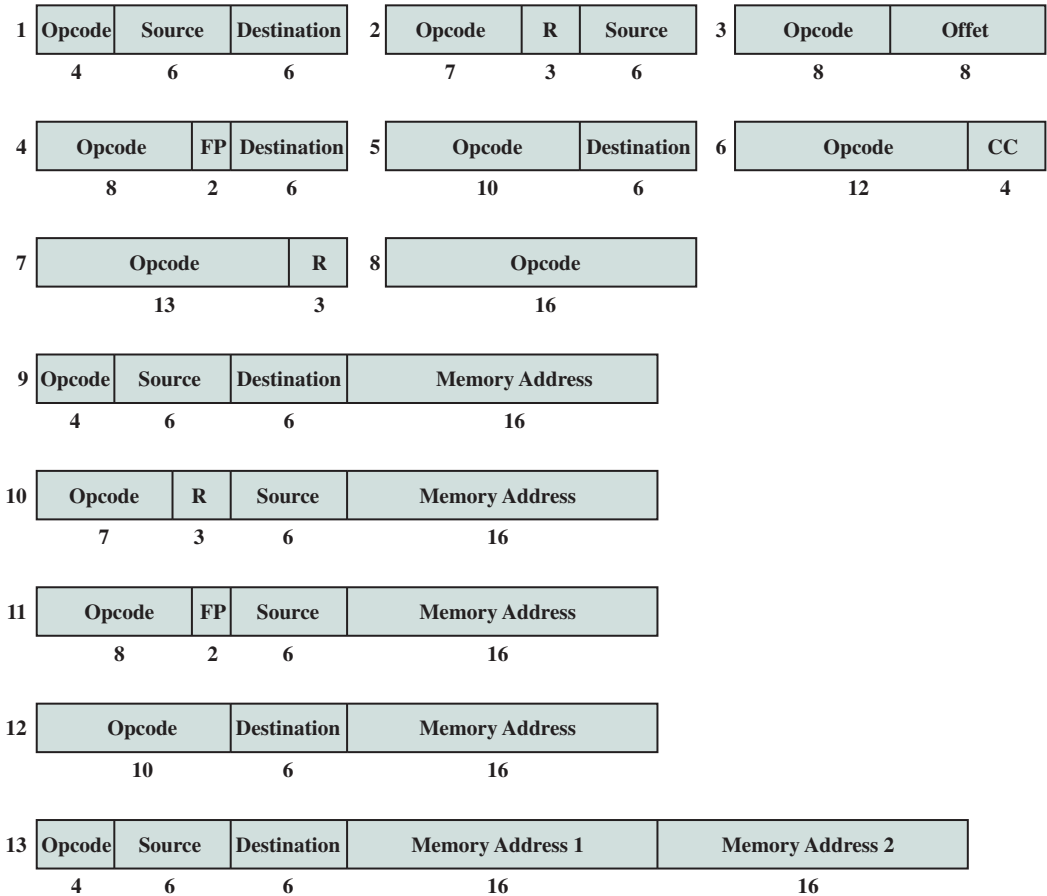 1 Opcode Source Destination 2 Opcode R Source 3 Opcode Offet
4 6 6 7 3 6 8 8
4 Opcode FP Destination 5 Opcode Destination 6 Opcode CC
8 2 6 10 6 12 4
7 Opcode R 8 Opcode
13 3 16
9 Opcode Source Destination Memory Address
4 6 6 16
10 Opcode R Source Memory Address
7 3 6 16
11 Opcode FP Source Memory Address
8 2 6 16
12 Opcode Destination Memory Address
10 6 16
13 Opcode Source Destination Memory Address 1 Memory Address 2
4 6 6 16 16